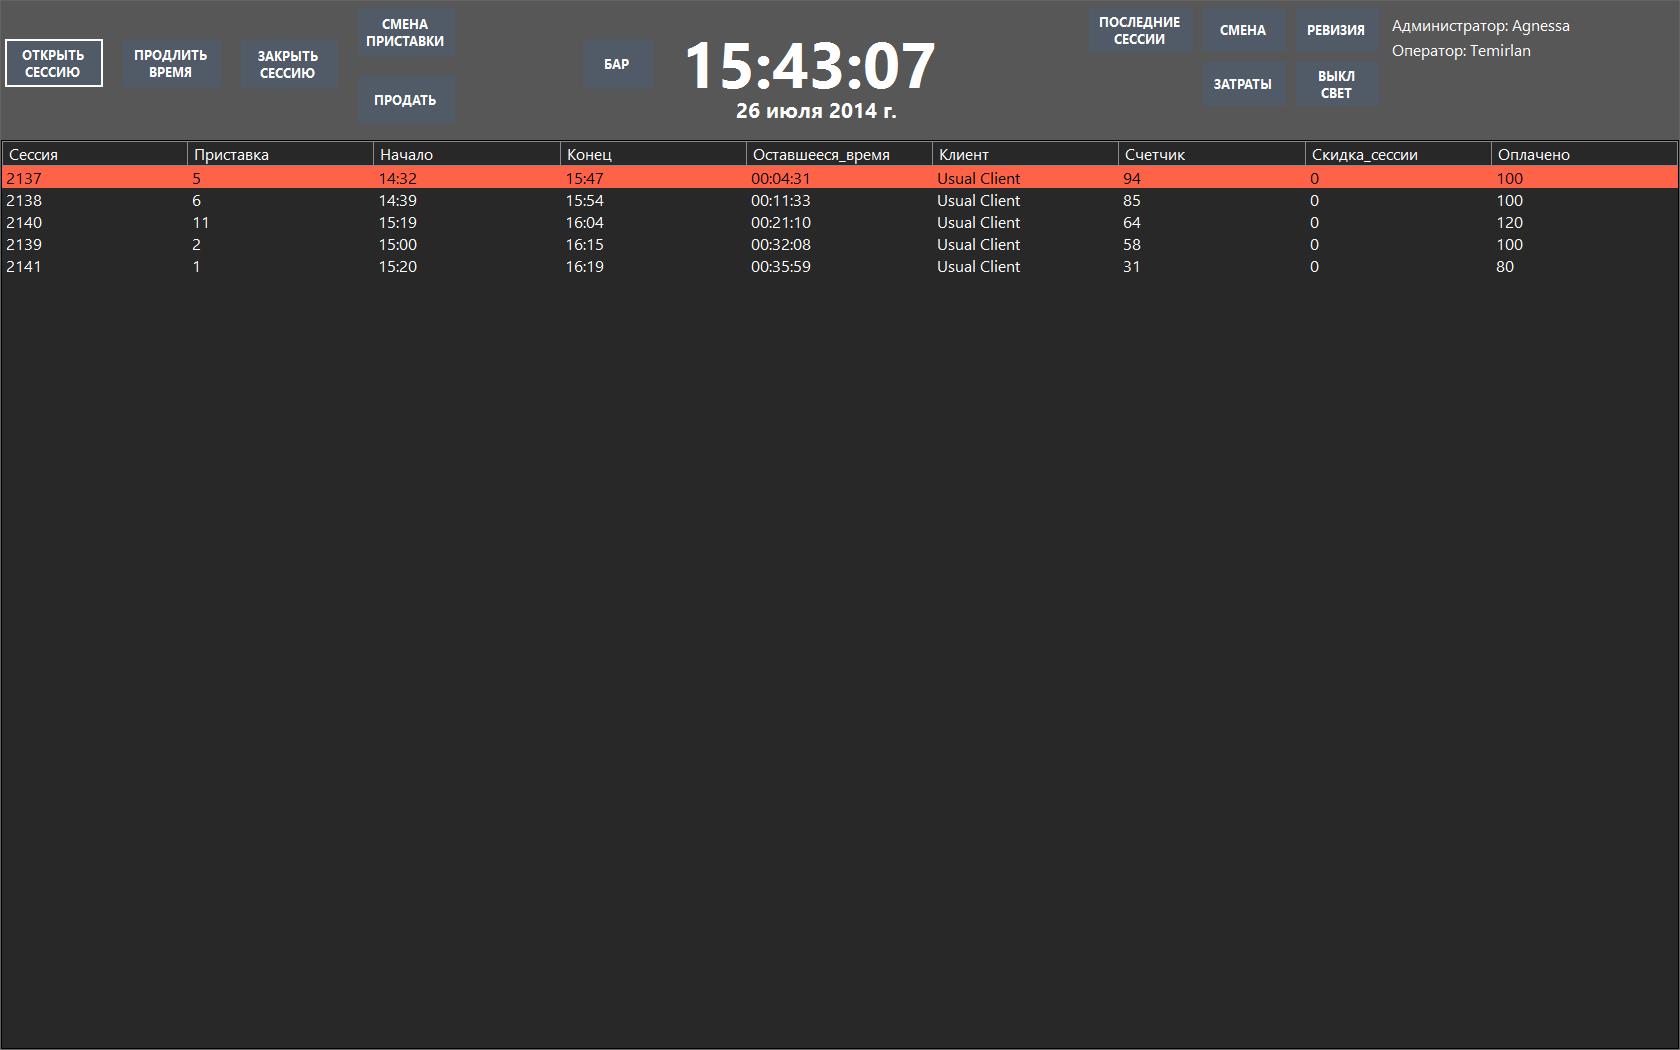 ОТКРЫТЬ
СЕССИЮ
ПРОДЛИТЬ
ВРЕМЯ
ЗАКРЫТЬ
СЕССИЮ
СМЕНА
ПРИСТАВКИ
ПРОДАТЬ
БАР
15:43:07
26 июля 2014 г.
ПОСЛЕДНИЕ
СЕССИИ
СМЕНА
РЕВИЗИЯ
ЗАТРАТЫ
ВЫКЛ
СВЕТ
Администратор: Agnessa
Оператор: Temirlan
Сессия Приставка Начало Конец Оставшееся_время Клиент Счетчик Скидка_сессии Оплачено
2137 5 14:32 15:47 00:04:31 Usual Client 94 0 100
2138 6 14:39 15:54 00:11:33 Usual Client 85 0 100
2140 11 15:19 16:04 00:21:10 Usual Client 64 0 120
2139 2 15:00 16:15 00:32:08 Usual Client 58 0 100
2141 1 15:20 16:19 00:35:59 Usual Client 31 0 80